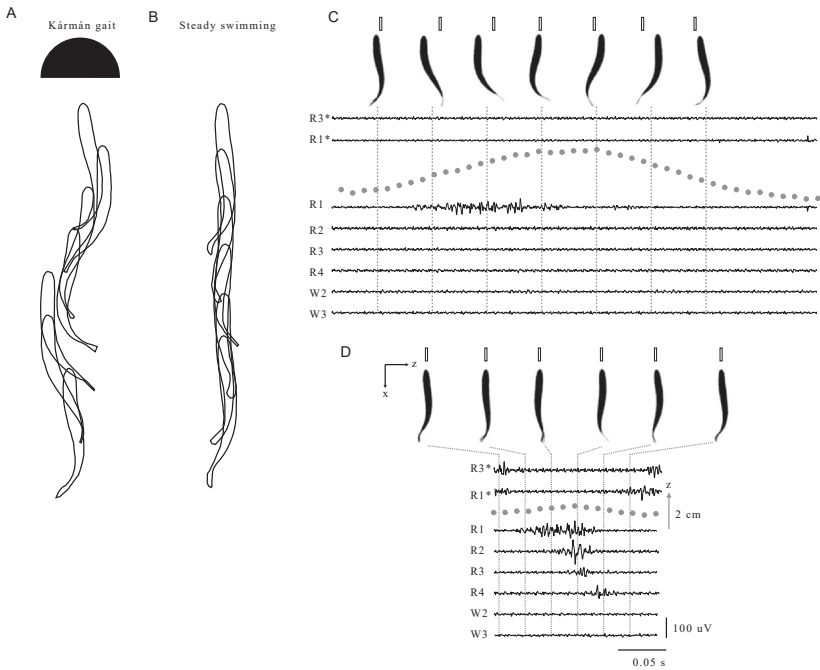 A
Kármán gait
B
Steady swimming
C
R3*
R1*
R1
R2
R3
R4
W2
W3
D
z
x
R3*
R1*
z
2 cm
R1
R2
R3
R4
W2
W3
100 uV
0.05 s